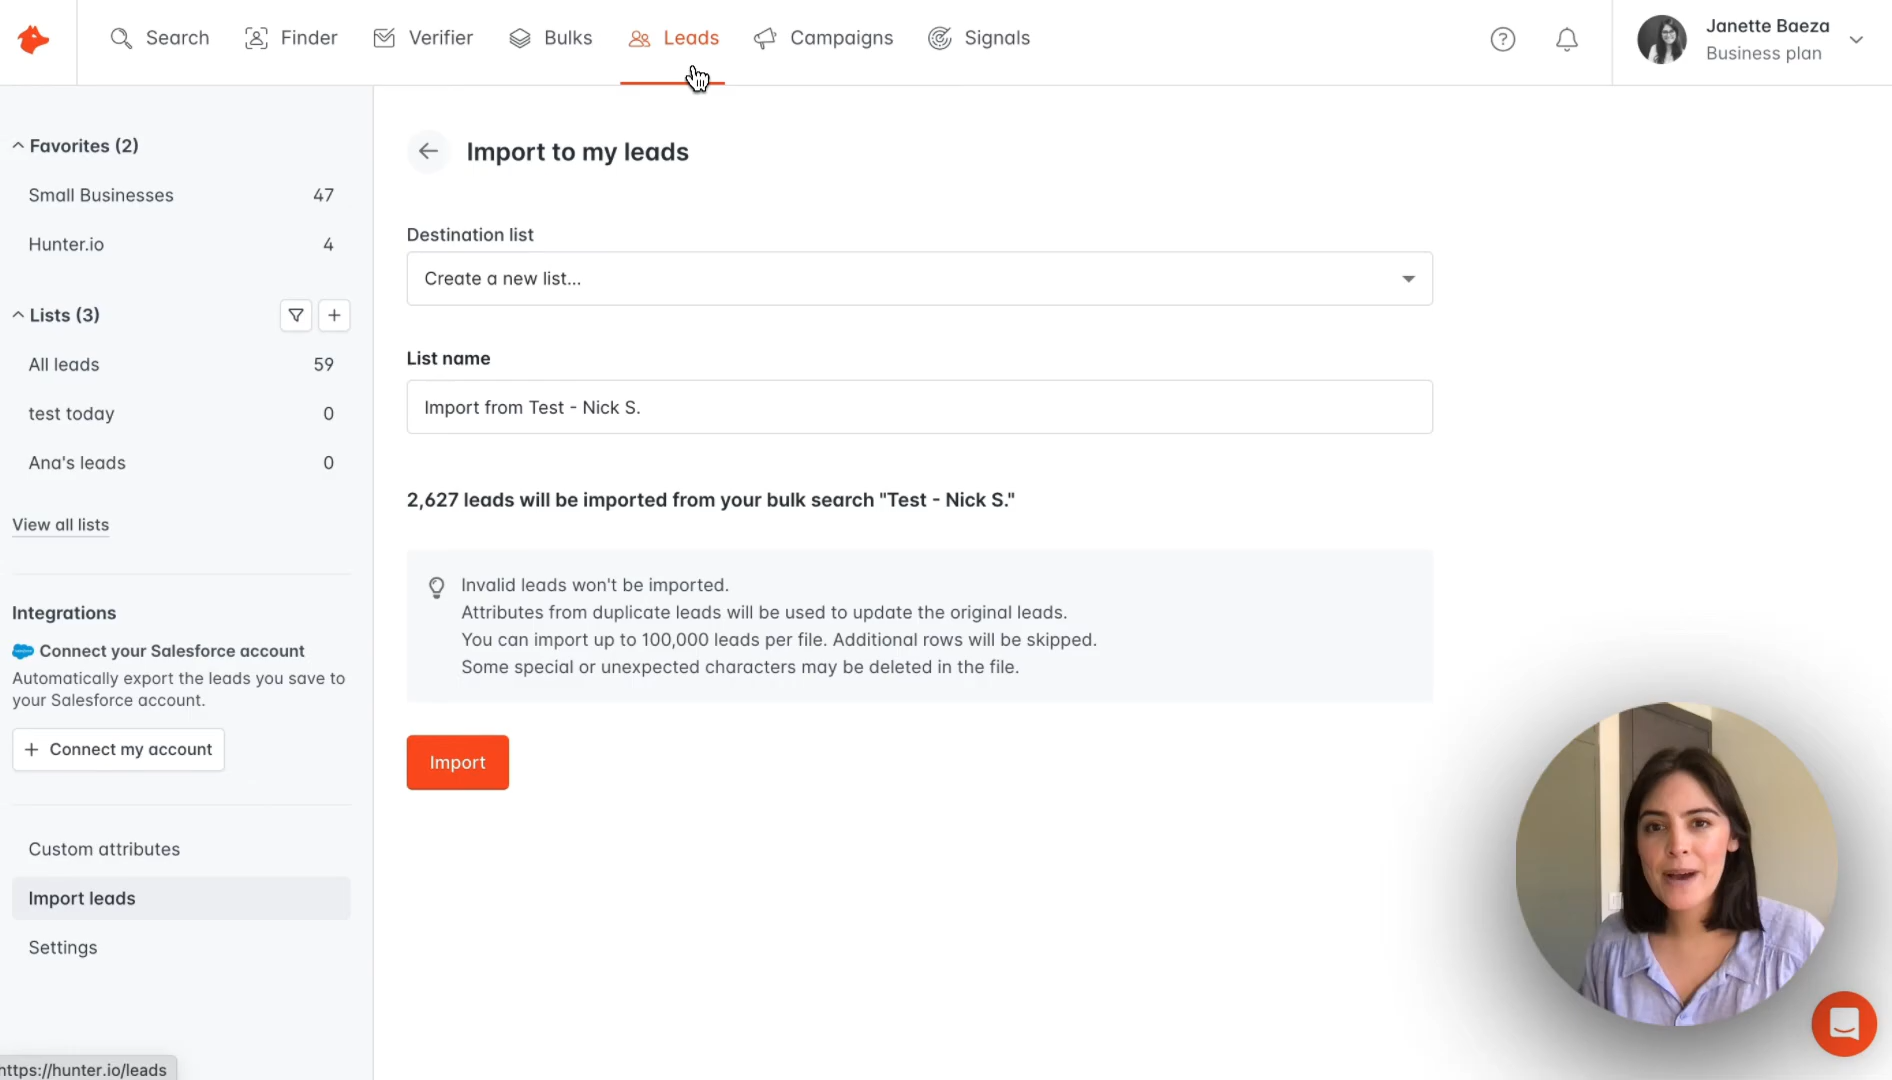 Search
Finder
Verifier
Bulks
Leads
Campaigns
Signals
Janette Baeza
Business plan
Favorites (2)
Small Businesses 47
Hunter.io 4
Lists (3)
All leads 59
test today 0
Ana's leads 0
View all lists
Integrations
Connect your Salesforce account
Automatically export the leads you save to
your Salesforce account.
+ Connect my account
Custom attributes
Import leads
Settings
https://hunter.io/leads
Import to my leads
Destination list
Create a new list...
List name
Import from Test - Nick S.
2,627 leads will be imported from your bulk search "Test - Nick S."
Invalid leads won't be imported.
Attributes from duplicate leads will be used to update the original leads.
You can import up to 100,000 leads per file. Additional rows will be skipped.
Some special or unexpected characters may be deleted in the file.
Import